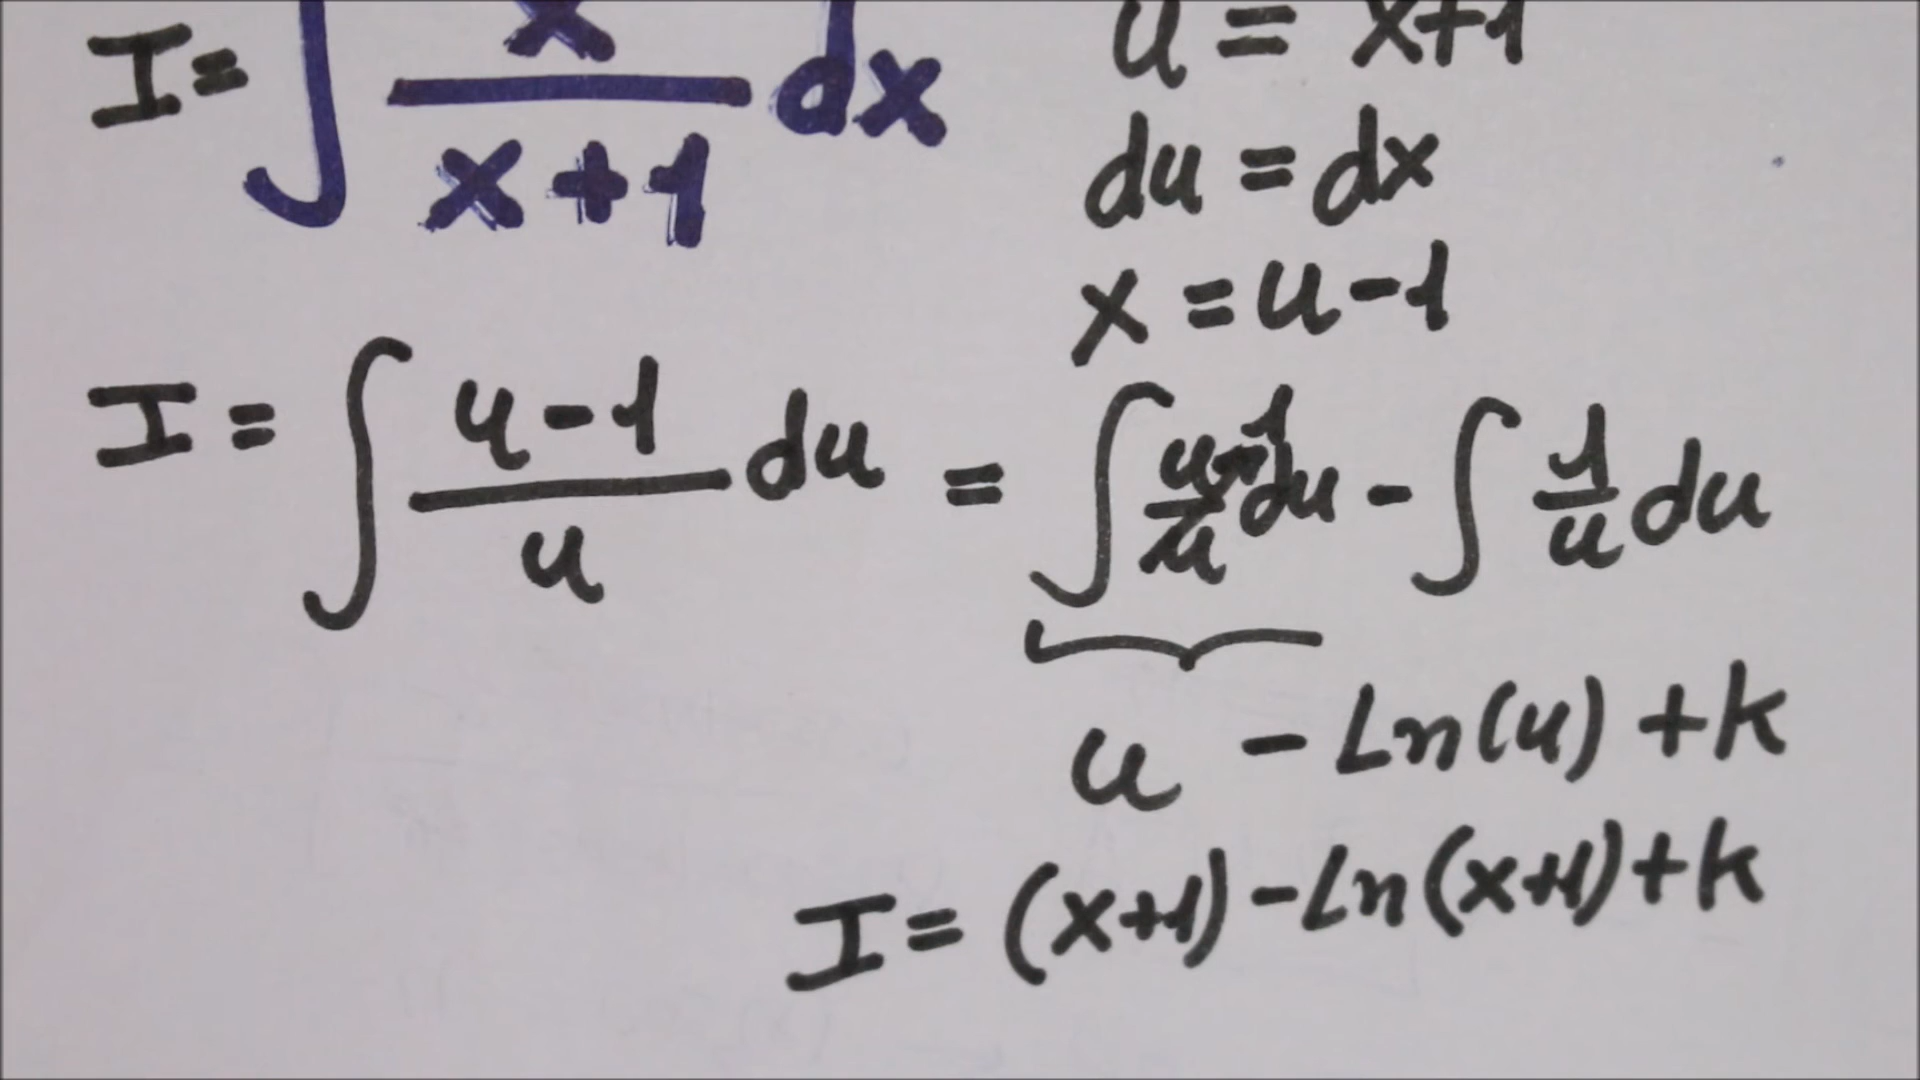 I = ∫ x/(x+1) dx
u = x+1
du = dx
x = u-1
I = ∫ (u-1)/u du = ∫ u/u du - ∫ 1/u du
u - Ln(u) + k
I = (x+1) - Ln(x+1) + k